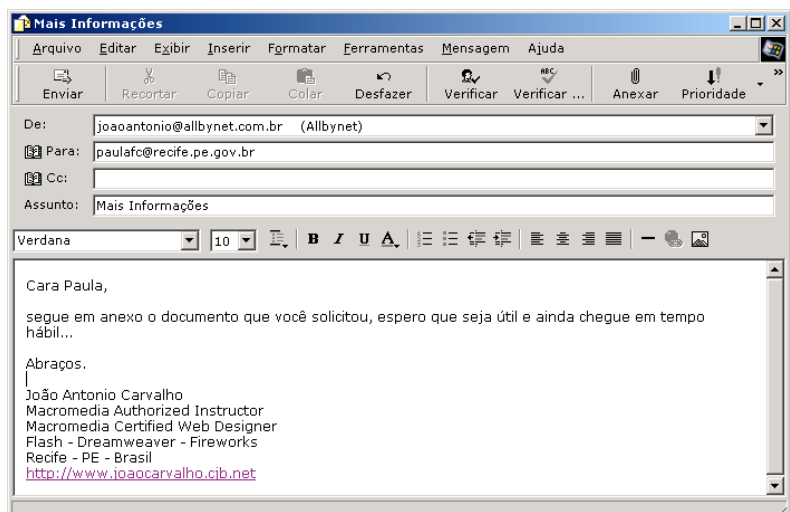 Mais Informações
Arquivo Editar Exibir Inserir Formatar Ferramentas Mensagem Ajuda
Enviar Recortar Copiar Colar Desfazer Verificar Verificar ... Anexar Prioridade »
De: joaoantonio@allbynet.com.br (Allbynet)
Para: paulafc@recife.pe.gov.br
Cc:
Assunto: Mais Informações
Verdana 10 B I U A
Cara Paula,
segue em anexo o documento que você solicitou, espero que seja útil e ainda chegue em tempo
hábil...
Abraços.
João Antonio Carvalho
Macromedia Authorized Instructor
Macromedia Certified Web Designer
Flash - Dreamweaver - Fireworks
Recife - PE - Brasil
http://www.joaocarvalho.cjb.net